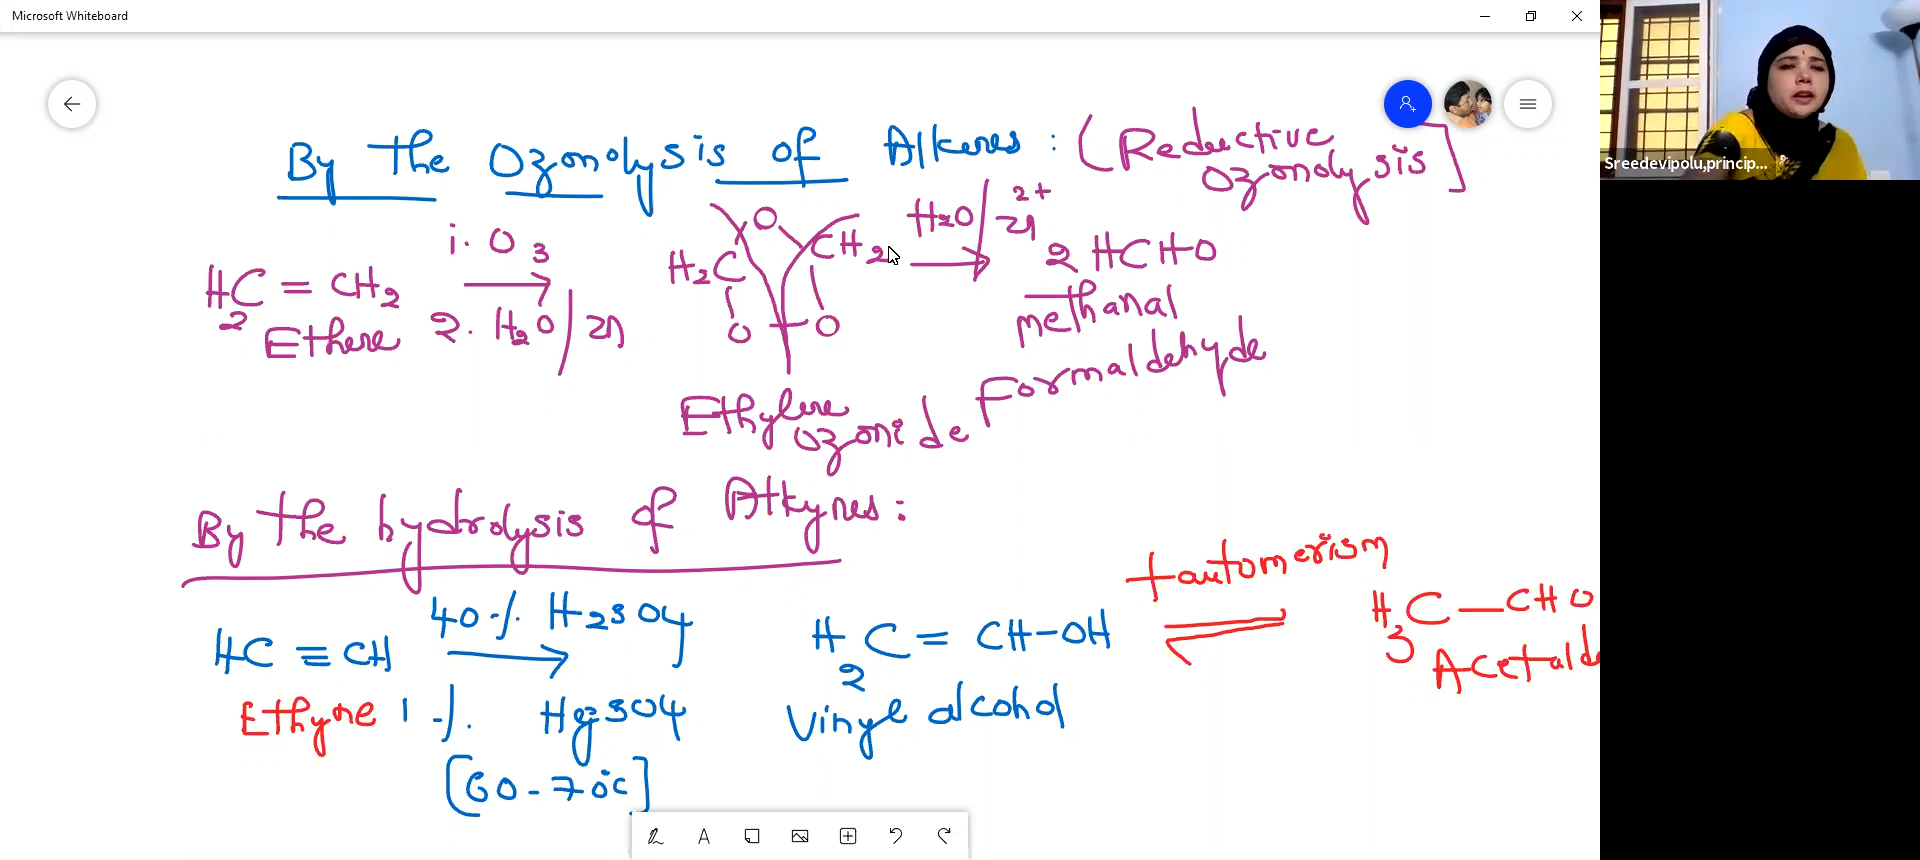 Microsoft Whiteboard
Sreedevipolu,princip...
By the Ozonolysis of Alkenes : (Reductive
Ozonolysis]
i. O3
H2C = CH2
2. H2O / Zn
Ethene
O
H2C CH2
O O
H2O / Zn2+
2 HCHO
methanal
Formaldehyde
Ethylene
ozonide
By the hydrolysis of Alkynes :
HC ≡ CH
40 % H2SO4
1 %. HgSO4
[60-70°C]
Ethyne
H2C = CH-OH
Vinyl alcohol
tautomerism
H3C — CHO
Acetalde
A